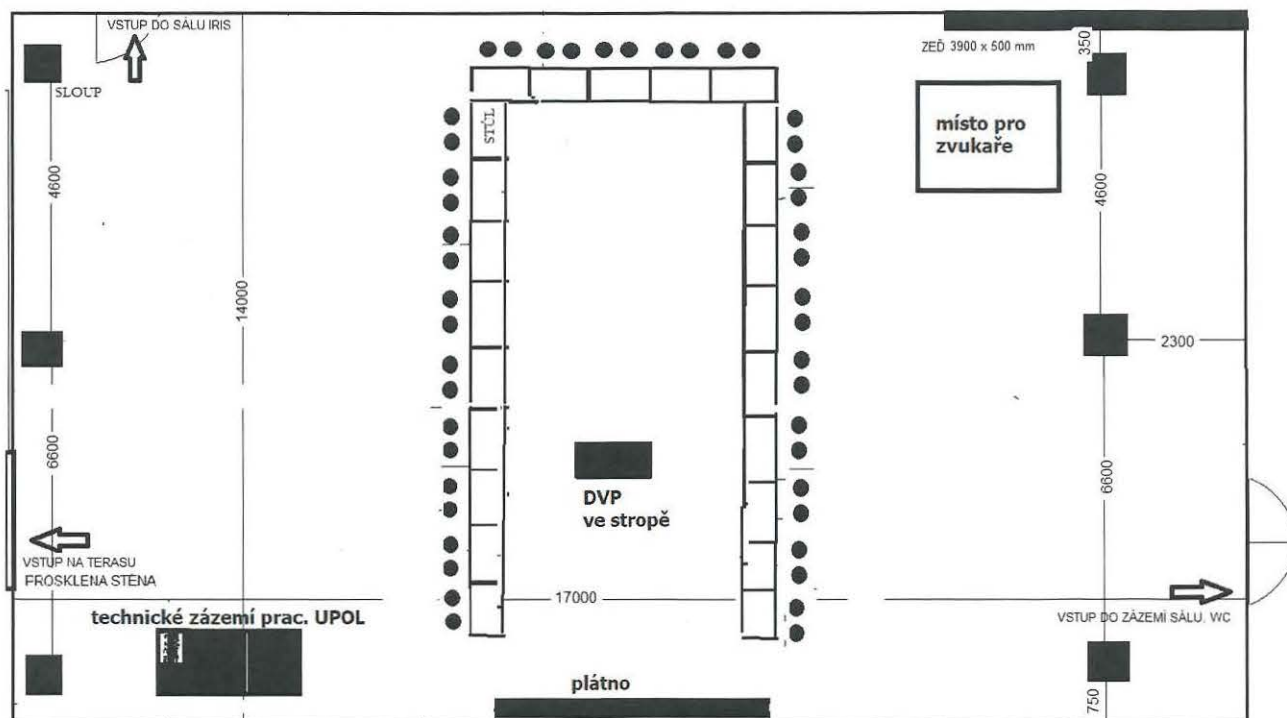 VSTUP DO SÁLU IRIS
ZEĎ 3900 x 500 mm
350
SLOUP
STŮL
místo pro
zvukaře
4600
4600
14000
2300
6600
6600
DVP
ve stropě
VSTUP NA TERASU
FROSKLENA STĚNA
17000
technické zázemí prac. UPOL
VSTUP DO ZÁZEMÍ SÁLU. WC
plátno
750